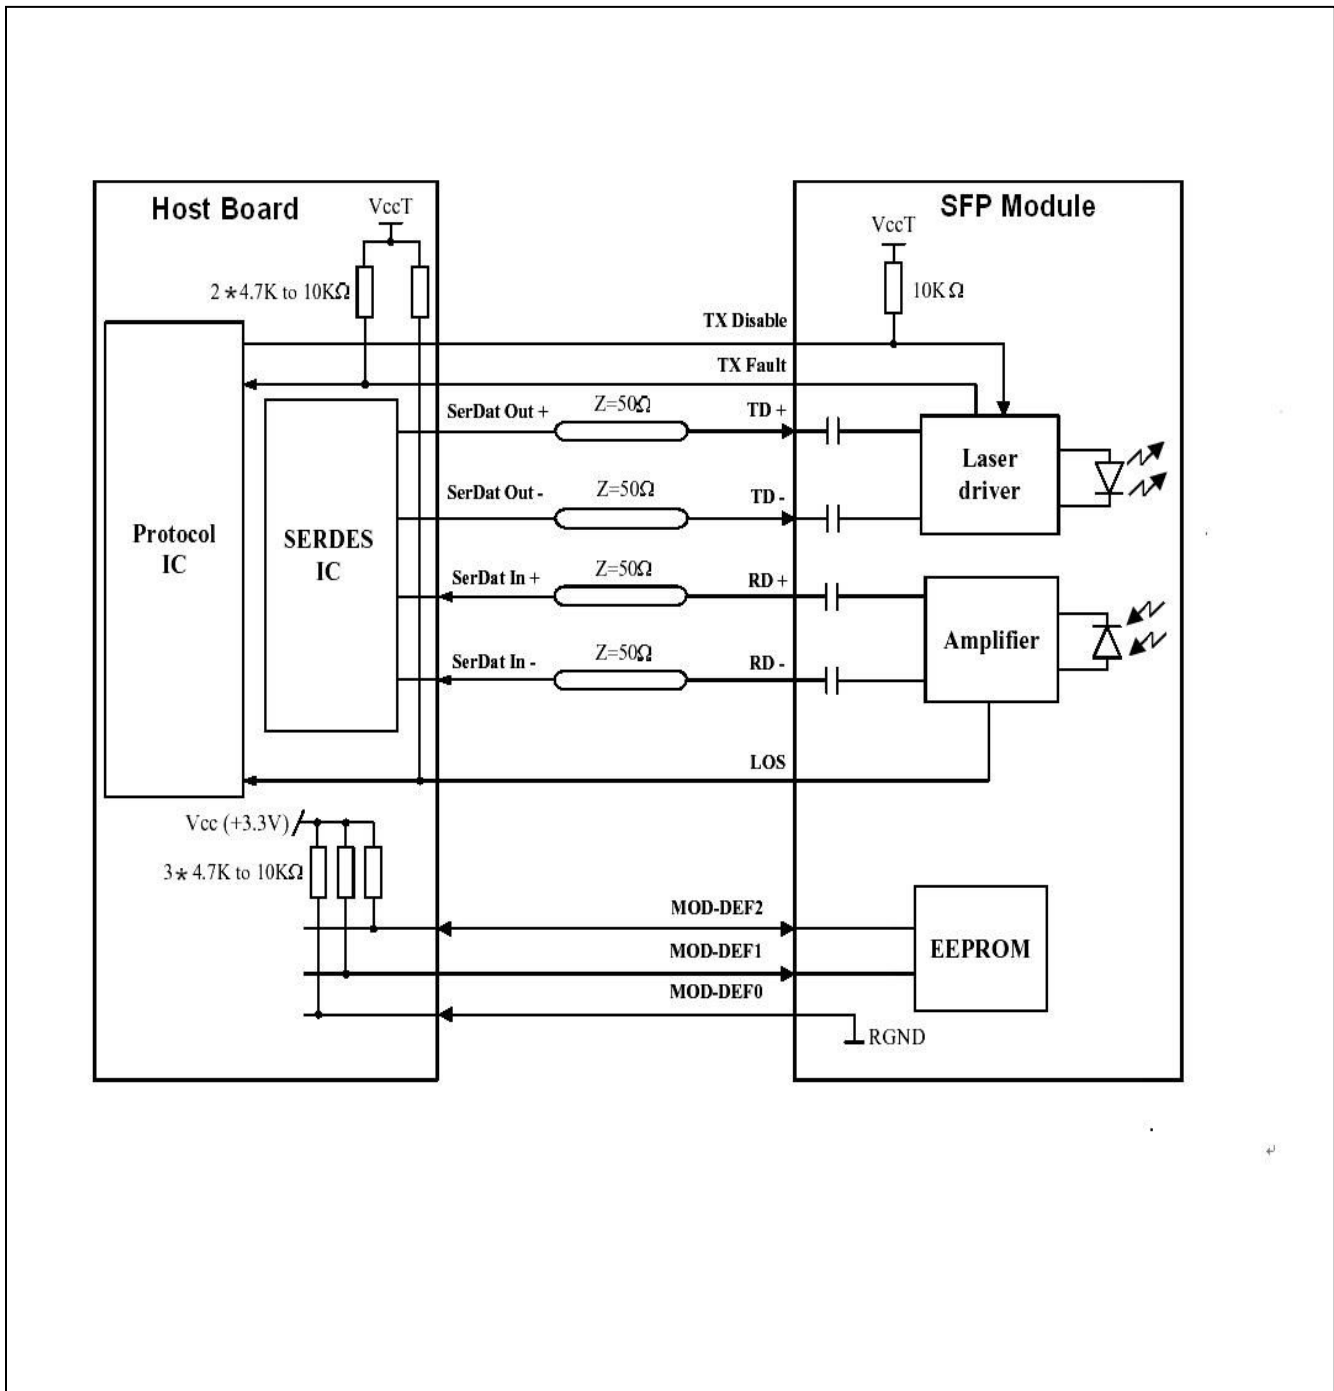 Host Board
SFP Module
VccT
VccT
2*4.7K to 10KΩ
10KΩ
TX Disable
TX Fault
SerDat Out +
Z=50Ω
TD +
Laser
driver
SerDat Out -
Z=50Ω
TD -
Protocol
IC
SERDES
IC
SerDat In +
Z=50Ω
RD +
Amplifier
SerDat In -
Z=50Ω
RD -
LOS
Vcc (+3.3V)
3*4.7K to 10KΩ
MOD-DEF2
MOD-DEF1
EEPROM
MOD-DEF0
RGND